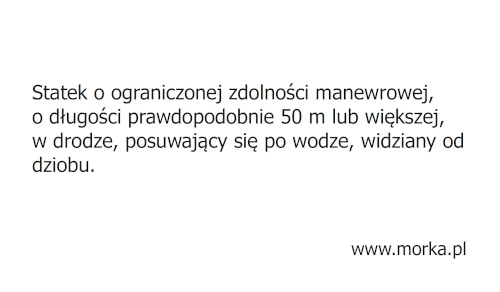 Statek o ograniczonej zdolności manewrowej,
o długości prawdopodobnie 50 m lub większej,
w drodze, posuwający się po wodze, widziany od
dziobu.
www.morka.pl